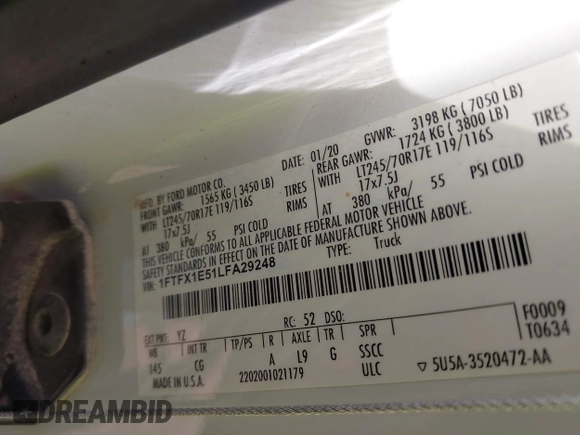 MFD. BY FORD MOTOR CO.
DATE: 01/20 GVWR: 3198 KG ( 7050 LB)
FRONT GAWR: 1565 KG ( 3450 LB) REAR GAWR: 1724 KG ( 3800 LB)
LT245/70R17E 119/116S TIRES LT245/70R17E 119/116S TIRES
17x7.5J RIMS 17x7.5J RIMS
AT 380 kPa/ 55 PSI COLD AT 380 kPa/ 55 PSI COLD
THIS VEHICLE CONFORMS TO ALL APPLICABLE FEDERAL MOTOR VEHICLE
SAFETY STANDARDS IN EFFECT ON THE DATE OF MANUFACTURE SHOWN ABOVE.
VIN: 1FTFX1E51LFA29248 TYPE: Truck
F0009
T0634
EXT PNT: YZ RC: 52 DSO:
WB INT TR TP/PS R AXLE TR SPR
145 CG A L9 G SSCC
MADE IN U.S.A. 2202001021179 ULC
5U5A-3520472-AA
DREAMBID